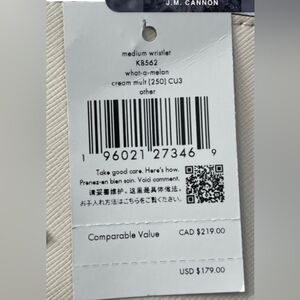 J.M. CANNON
medium wristlet
KB562
what-a-melon
cream mult (250) CU3
other
1 96021 27346 9
Take good care. Here's how.
Prenez-en bien soin. Voici comment.
请妥善维护。这里是具体做法。
お手入れ方法はこちらをご覧ください。
Comparable Value CAD $219.00
USD $179.00